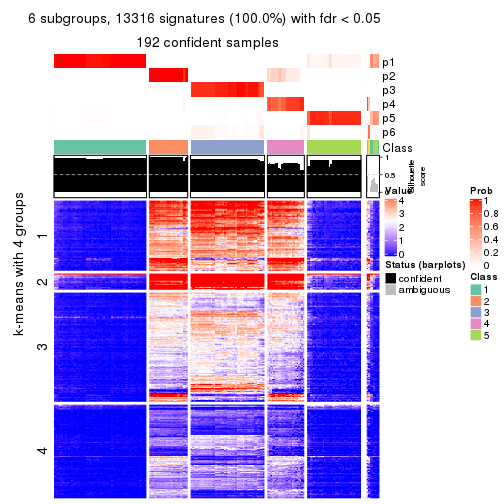 6 subgroups, 13316 signatures (100.0%) with fdr < 0.05
192 confident samples
p1
p2
p3
p4
p5
p6
Class
1
0.5
0
Silhouette
score
k-means with 4 groups
1
2
3
4
Value
4
3
2
1
0
Status (barplots)
confident
ambiguous
Prob
1
0.8
0.6
0.4
0.2
0
Class
1
2
3
4
5